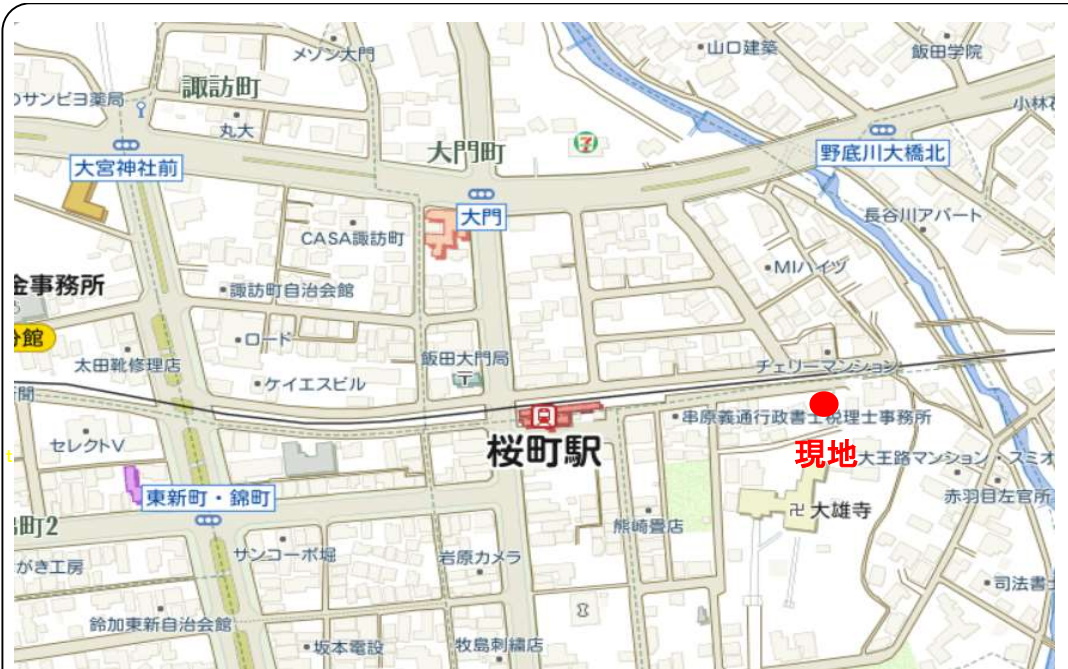 メゾン大門
山口建築
飯田学院
諏訪町
のサンピヨ薬局
丸大
小林石
大門町
7
大宮神社前
野底川大橋北
大門
長谷川アパート
CASA諏訪町
MIハイツ
金事務所
諏訪町自治会館
分館
ロード
太田靴修理店
飯田大門局
チェリーマンション
ケイエスビル
聞
串原義通行政書士税理士事務所
セレクトV
桜町駅
現地
大王路マンション・スミオ
t
東新町・錦町
赤羽目左官所
卍大雄寺
錦町2
熊崎畳店
サンコーポ堀
岩原カメラ
がき工房
司法書士
鈴加東新自治会館
坂本電設
牧島刺繍店